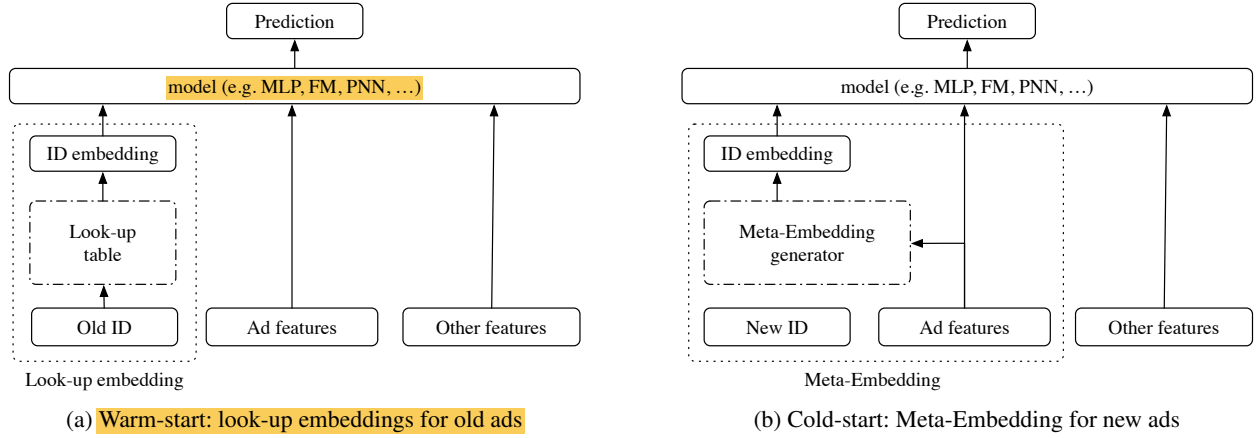 Prediction
model (e.g. MLP, FM, PNN, …)
ID embedding
Look-up
table
Old ID
Ad features
Other features
Look-up embedding
(a) Warm-start: look-up embeddings for old ads
Prediction
model (e.g. MLP, FM, PNN, …)
ID embedding
Meta-Embedding
generator
New ID
Ad features
Other features
Meta-Embedding
(b) Cold-start: Meta-Embedding for new ads